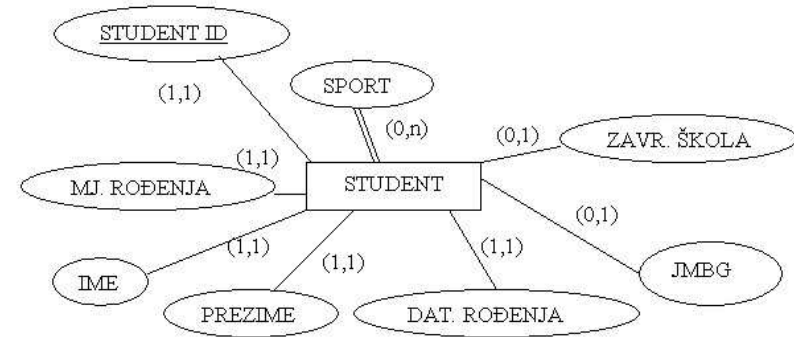 STUDENT ID
SPORT
(1,1)
(0,n)
(0,1)
ZAVR. ŠKOLA
(1,1)
MJ. ROĐENJA
STUDENT
(0,1)
(1,1)
(1,1)
(1,1)
IME
JMBG
PREZIME
DAT. ROĐENJA